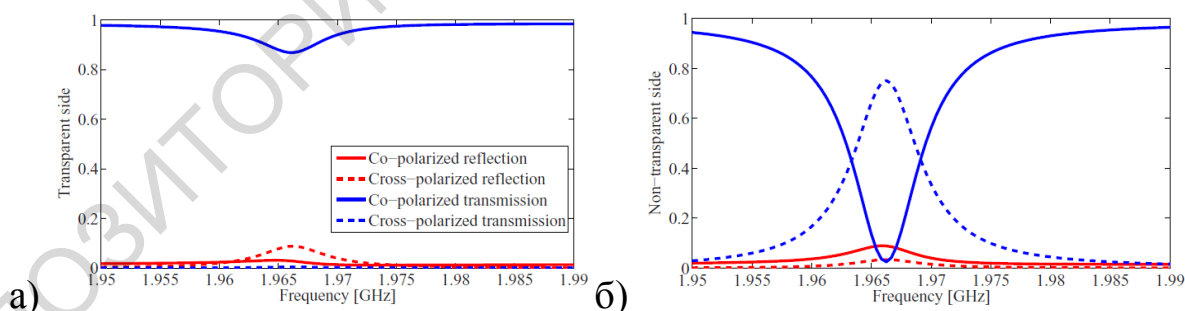 1
0.8
0.6
0.4
0.2
0
Transparent side
1.95 1.955 1.96 1.965 1.97 1.975 1.98 1.985 1.99
Frequency [GHz]
Co−polarized reflection
Cross−polarized reflection
Co−polarized transmission
Cross−polarized transmission
а)
1
0.8
0.6
0.4
0.2
0
Non−transparent side
1.95 1.955 1.96 1.965 1.97 1.975 1.98 1.985 1.99
Frequency [GHz]
б)
ОЗИТОРИ